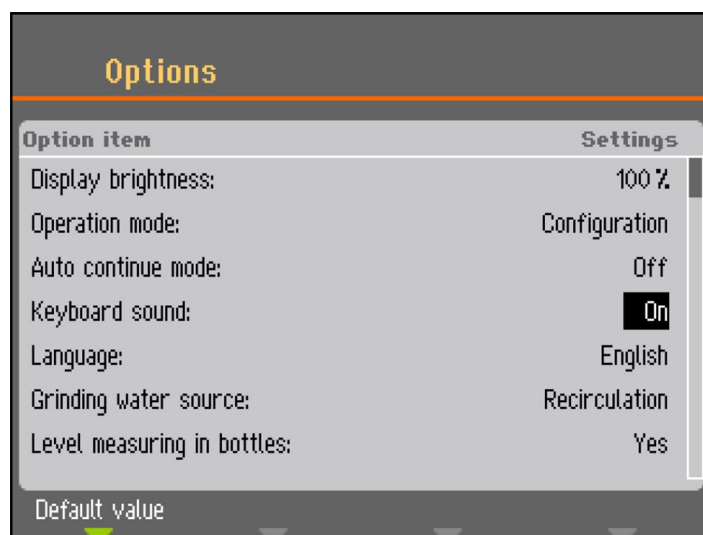 Options
Option item Settings
Display brightness: 100 %
Operation mode: Configuration
Auto continue mode: Off
Keyboard sound: On
Language: English
Grinding water source: Recirculation
Level measuring in bottles: Yes
Default value